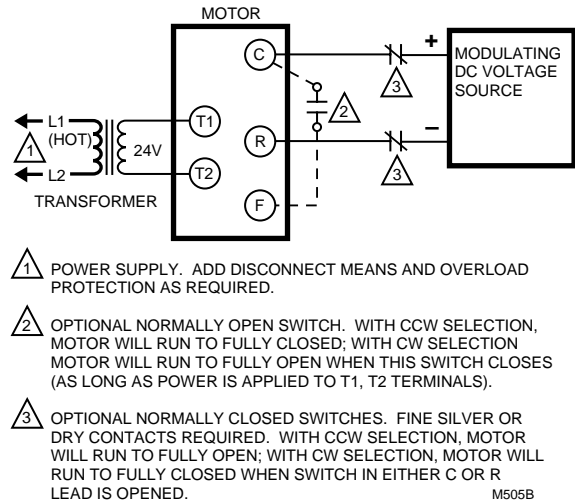 MOTOR
C
+
MODULATING
DC VOLTAGE
SOURCE
3
2
L1
(HOT)
T1
1
24V
R
−
L2
T2
3
TRANSFORMER
F
1 POWER SUPPLY. ADD DISCONNECT MEANS AND OVERLOAD
PROTECTION AS REQUIRED.
2 OPTIONAL NORMALLY OPEN SWITCH. WITH CCW SELECTION,
MOTOR WILL RUN TO FULLY CLOSED; WITH CW SELECTION
MOTOR WILL RUN TO FULLY OPEN WHEN THIS SWITCH CLOSES
(AS LONG AS POWER IS APPLIED TO T1, T2 TERMINALS).
3 OPTIONAL NORMALLY CLOSED SWITCHES. FINE SILVER OR
DRY CONTACTS REQUIRED. WITH CCW SELECTION, MOTOR
WILL RUN TO FULLY OPEN; WITH CW SELECTION, MOTOR WILL
RUN TO FULLY CLOSED WHEN SWITCH IN EITHER C OR R
LEAD IS OPENED.
M505B